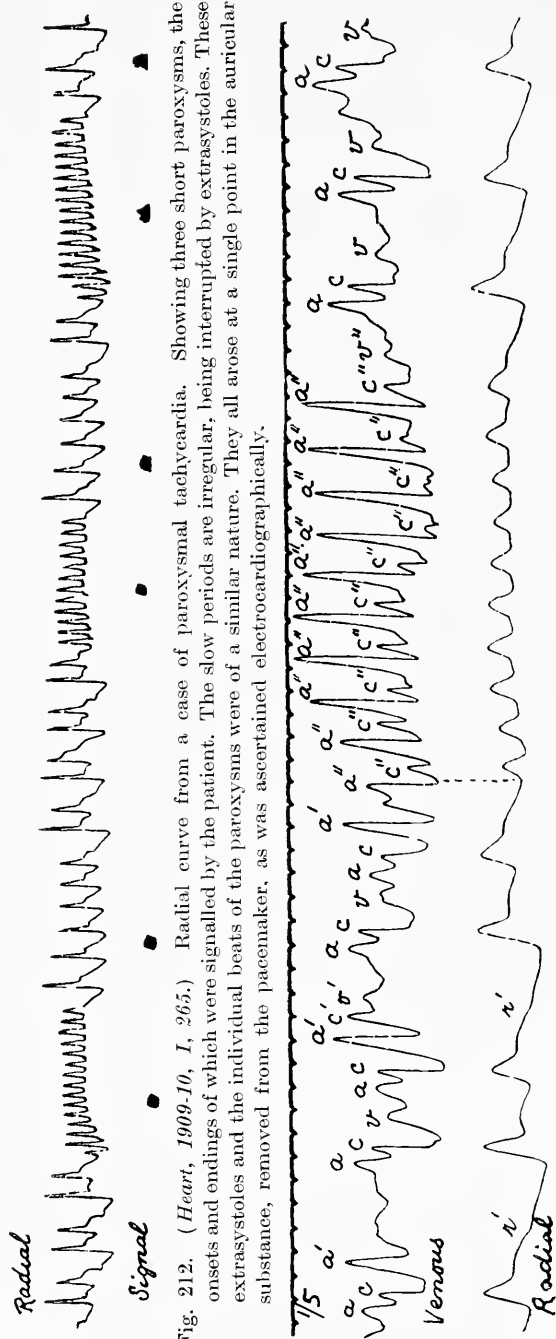 Radial
Signal
Fig. 212. (Heart, 1909-10, I, 265.) Radial curve from a case of paroxysmal tachycardia. Showing three short paroxysms, the
onsets and endings of which were signalled by the patient. The slow periods are irregular, being interrupted by extrasystoles. These
extrasystoles and the individual beats of the paroxysms were of a similar nature. They all arose at a single point in the auricular
substance, removed from the pacemaker, as was ascertained electrocardiographically.
1/5
a c a' a c v a c a' c' v' a c v a c a' a" c" a" c" a" c" a" c" a" c" a" c" a" c" a" c" a" c" v" a c v a c v a c v
Venous
r' r'
Radial